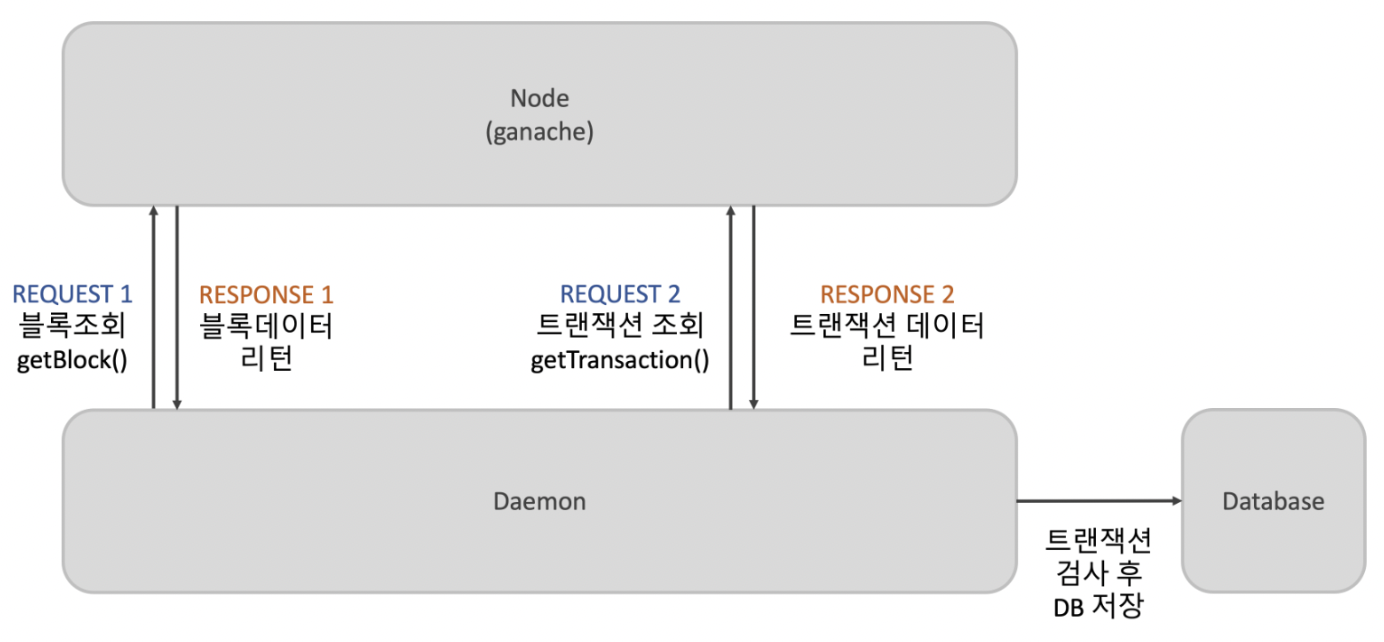 Node
(ganache)
REQUEST 1
블록조회
getBlock()
RESPONSE 1
블록데이터
리턴
REQUEST 2
트랜잭션 조회
getTransaction()
RESPONSE 2
트랜잭션 데이터
리턴
Daemon
트랜잭션
검사 후
DB 저장
Database